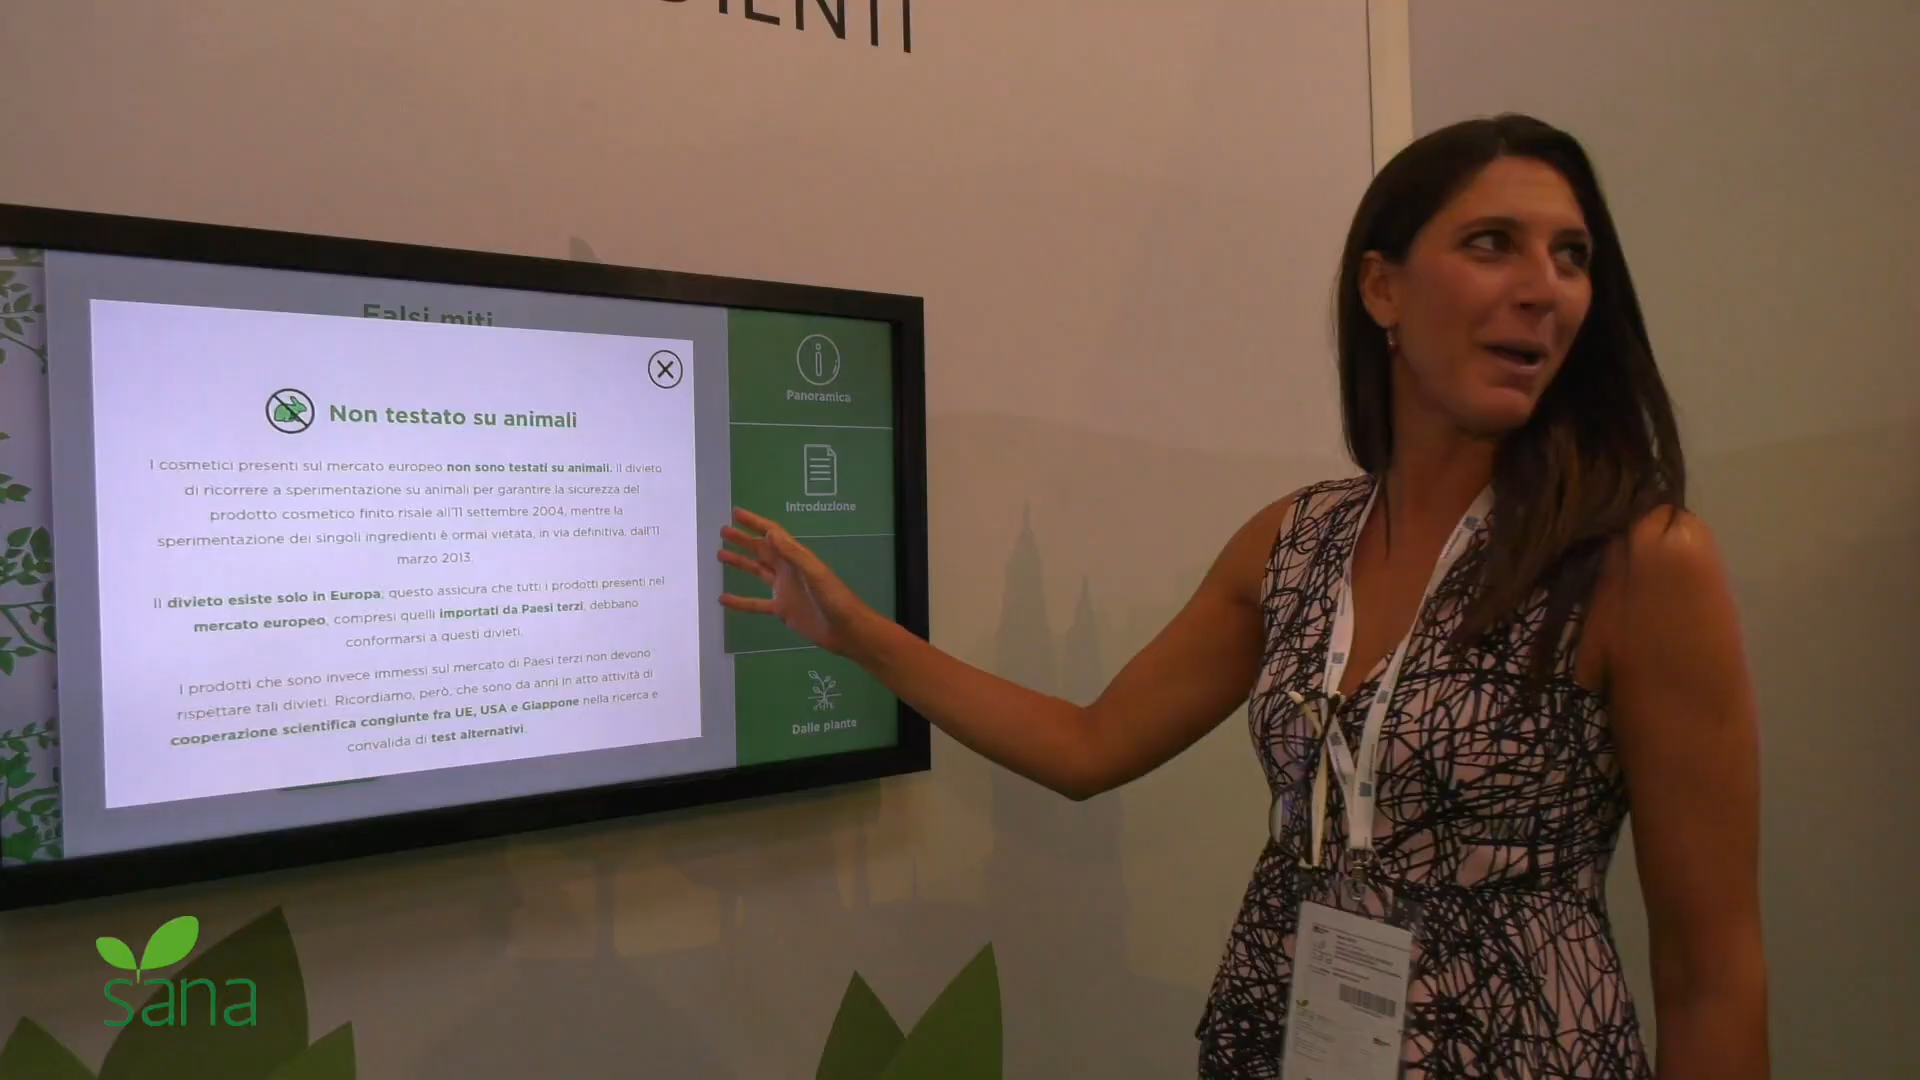 Falsi miti
Non testato su animali
I cosmetici presenti sul mercato europeo non sono testati su animali. Il divieto
di ricorrere a sperimentazione su animali per garantire la sicurezza del
prodotto cosmetico finito risale all'11 settembre 2004, mentre la
sperimentazione dei singoli ingredienti è ormai vietata, in via definitiva, dall'11
marzo 2013.
Il divieto esiste solo in Europa; questo assicura che tutti i prodotti presenti nel
mercato europeo, compresi quelli importati da Paesi terzi, debbano
conformarsi a questi divieti.
I prodotti che sono invece immessi sul mercato di Paesi terzi non devono
rispettare tali divieti. Ricordiamo, però, che sono da anni in atto attività di
cooperazione scientifica congiunte fra UE, USA e Giappone nella ricerca e
convalida di test alternativi.
Panoramica
Introduzione
Dalle piante
sana